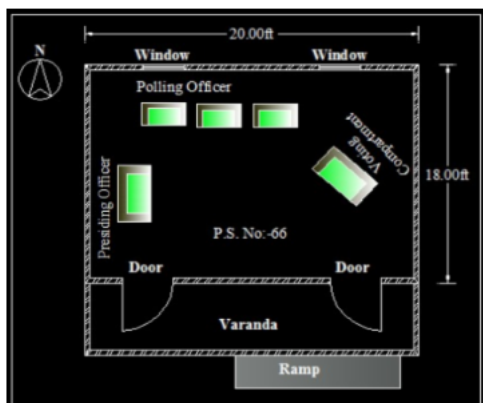 20.00ft
N
Window
Window
Polling Officer
Voting
Compartment
18.00ft
Presiding Officer
P.S. No:-66
Door
Door
Varanda
Ramp